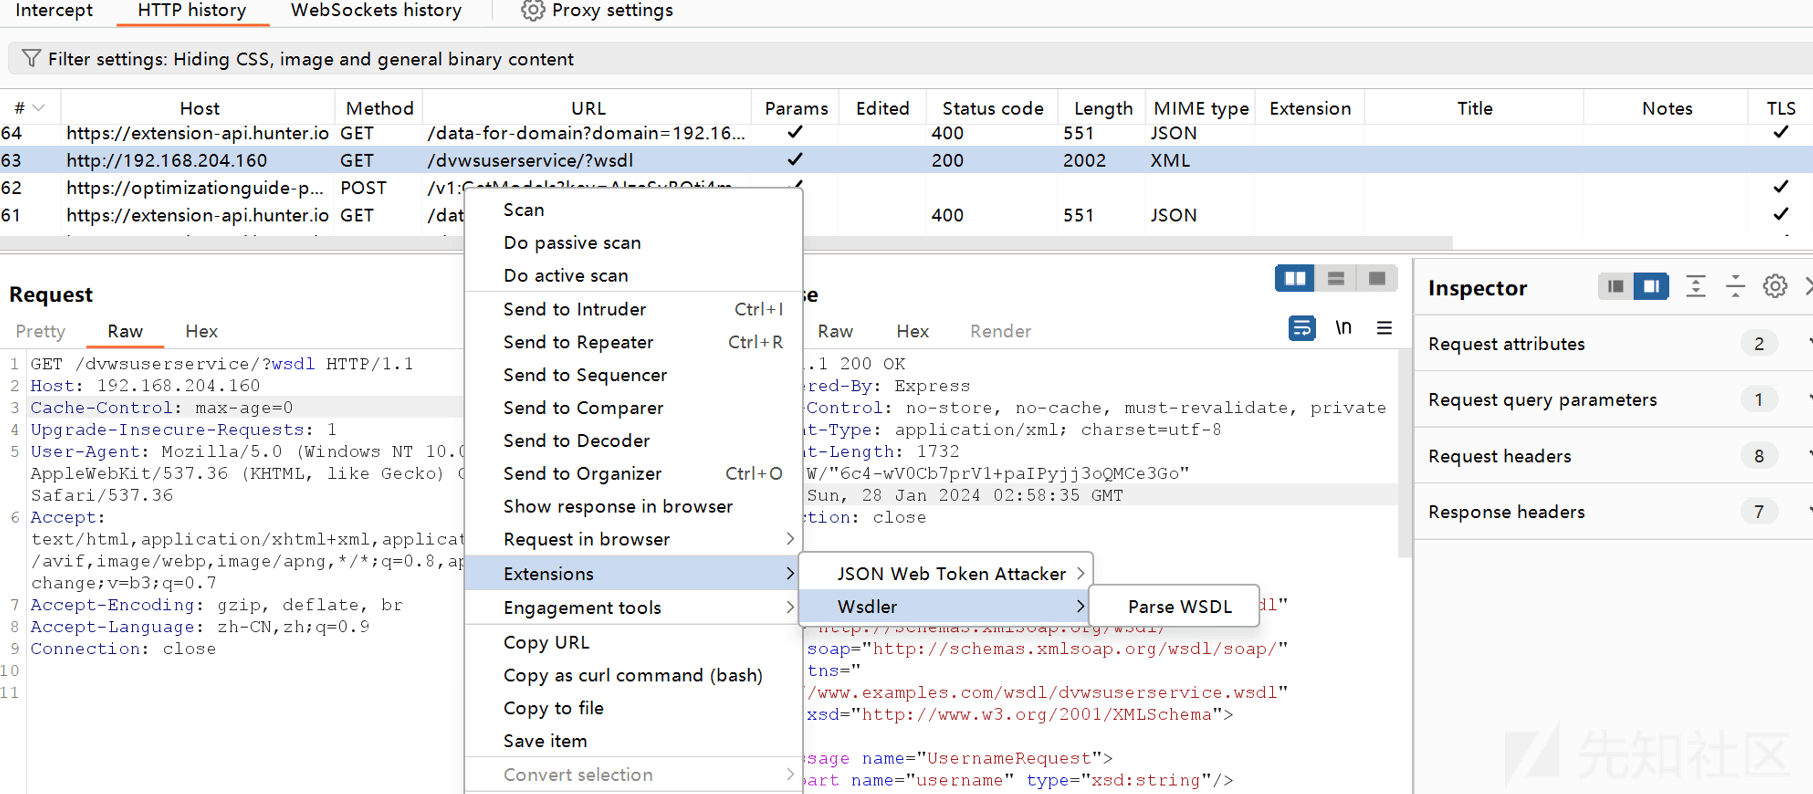 Intercept HTTP history WebSockets history Proxy settings
Filter settings: Hiding CSS, image and general binary content
# Host Method URL Params Edited Status code Length MIME type Extension Title Notes TLS
64 https://extension-api.hunter.io GET /data-for-domain?domain=192.16... ✓ 400 551 JSON ✓
63 http://192.168.204.160 GET /dvwsuserservice/?wsdl ✓ 200 2002 XML
62 https://optimizationguide-p... POST ✓
61 https://extension-api.hunter.io GET /dat 400 551 JSON ✓
Request
Pretty Raw Hex
1 GET /dvwsuserservice/?wsdl HTTP/1.1
2 Host: 192.168.204.160
3 Cache-Control: max-age=0
4 Upgrade-Insecure-Requests: 1
5 User-Agent: Mozilla/5.0 (Windows NT 10.0
AppleWebKit/537.36 (KHTML, like Gecko)
Safari/537.36
6 Accept:
text/html,application/xhtml+xml,applicat
/avif,image/webp,image/apng,*/*;q=0.8,ap
change;v=b3;q=0.7
7 Accept-Encoding: gzip, deflate, br
8 Accept-Language: zh-CN,zh;q=0.9
9 Connection: close
10
11
Scan
Do passive scan
Do active scan
Send to Intruder Ctrl+I
Send to Repeater Ctrl+R
Send to Sequencer
Send to Comparer
Send to Decoder
Send to Organizer Ctrl+O
Show response in browser
Request in browser
Extensions
Engagement tools
Copy URL
Copy as curl command (bash)
Copy to file
Save item
Convert selection
JSON Web Token Attacker
Wsdler
Parse WSDL
se
Raw Hex Render
\n
.1 200 OK
red-By: Express
-Control: no-store, no-cache, must-revalidate, private
nt-Type: application/xml; charset=utf-8
nt-Length: 1732
W/"6c4-wV0Cb7prV1+paIPyjj3oQMCe3Go"
Sun, 28 Jan 2024 02:58:35 GMT
tion: close
dl"
http://schemas.xmlsoap.org/wsdl/
soap="http://schemas.xmlsoap.org/wsdl/soap/"
tns="
/www.examples.com/wsdl/dvwsuserservice.wsdl"
xsd="http://www.w3.org/2001/XMLSchema">
ssage name="UsernameRequest">
art name="username" type="xsd:string"/>
Inspector
Request attributes 2
Request query parameters 1
Request headers 8
Response headers 7
先知社区